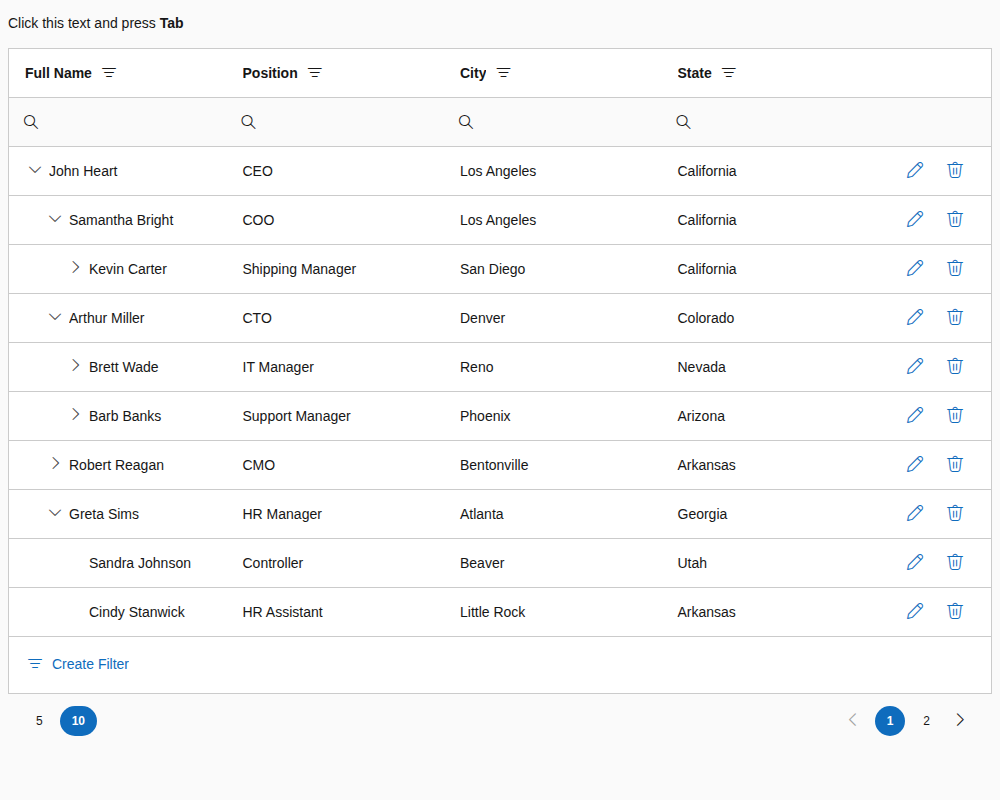 Click this text and press Tab
Full Name Position City State
John Heart CEO Los Angeles California
Samantha Bright COO Los Angeles California
Kevin Carter Shipping Manager San Diego California
Arthur Miller CTO Denver Colorado
Brett Wade IT Manager Reno Nevada
Barb Banks Support Manager Phoenix Arizona
Robert Reagan CMO Bentonville Arkansas
Greta Sims HR Manager Atlanta Georgia
Sandra Johnson Controller Beaver Utah
Cindy Stanwick HR Assistant Little Rock Arkansas
Create Filter
5 10 1 2